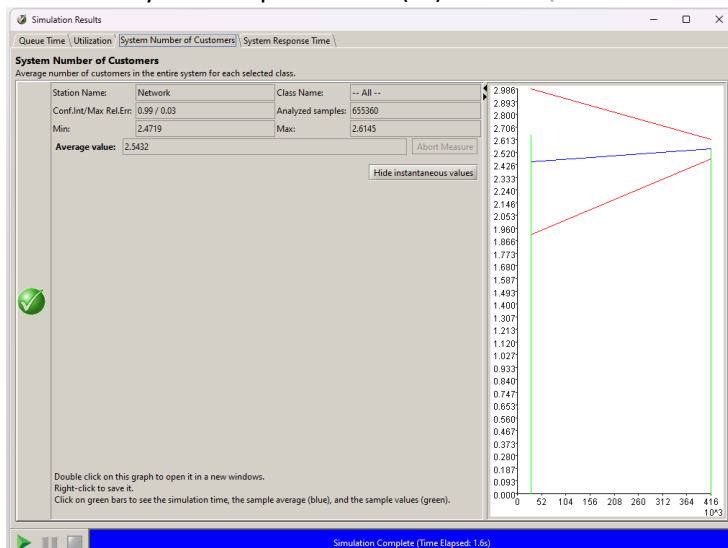 Simulation Results
Queue Time Utilization System Number of Customers System Response Time
System Number of Customers
Average number of customers in the entire system for each selected class.
Station Name: Network Class Name: -- All --
Conf.Int/Max Rel.Err: 0.99 / 0.03 Analyzed samples: 655360
Min: 2.4719 Max: 2.6145
Average value: 2.5432 Abort Measure
Hide instantaneous values
Double click on this graph to open it in a new windows.
Right-click to save it.
Click on green bars to see the simulation time, the sample average (blue), and the sample values (green).
2.986
2.893
2.800
2.706
2.613
2.520
2.426
2.333
2.240
2.146
2.053
1.960
1.866
1.773
1.680
1.587
1.493
1.400
1.307
1.213
1.120
1.027
0.933
0.840
0.747
0.653
0.560
0.467
0.373
0.280
0.187
0.093
0.000
0 52 104 156 208 260 312 364 416
10^3
Simulation Complete (Time Elapsed: 1.6s)